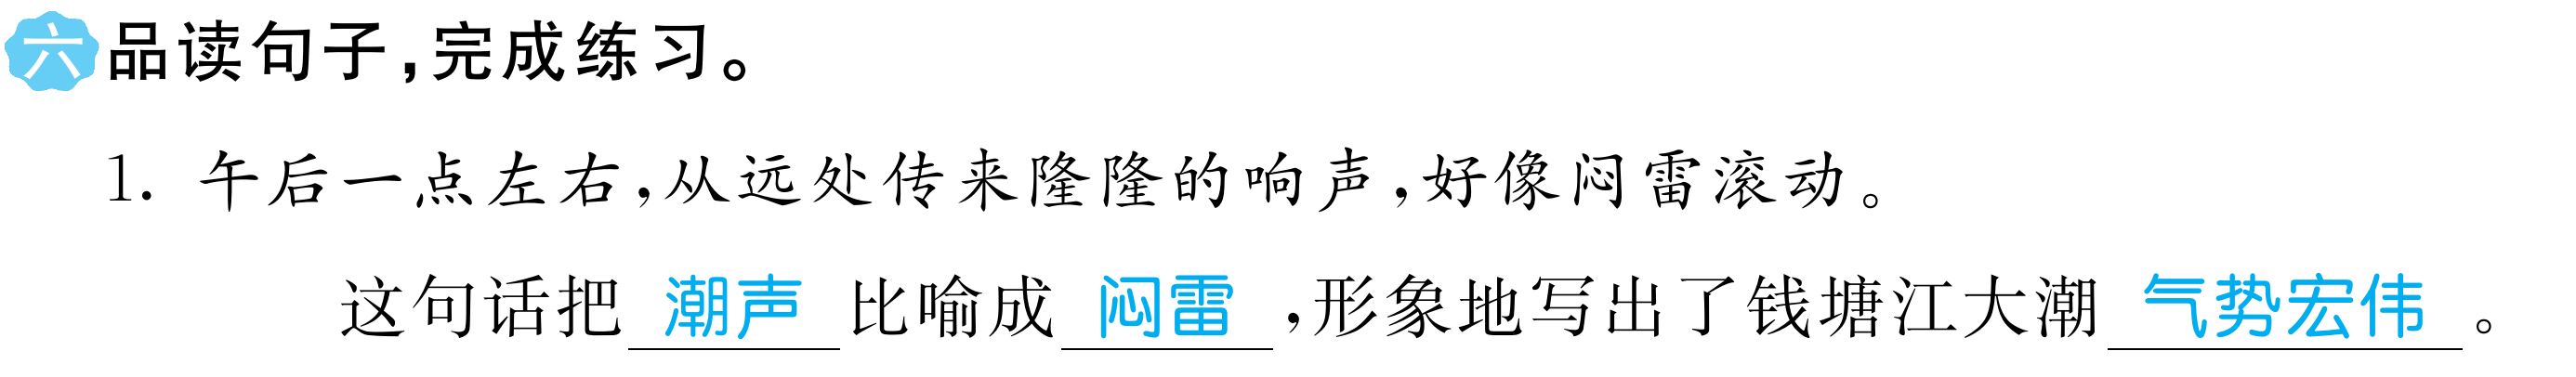 六 品读句子,完成练习。
1. 午后一点左右,从远处传来隆隆的响声,好像闷雷滚动。
这句话把 潮声 比喻成 闷雷 ,形象地写出了钱塘江大潮 气势宏伟 。